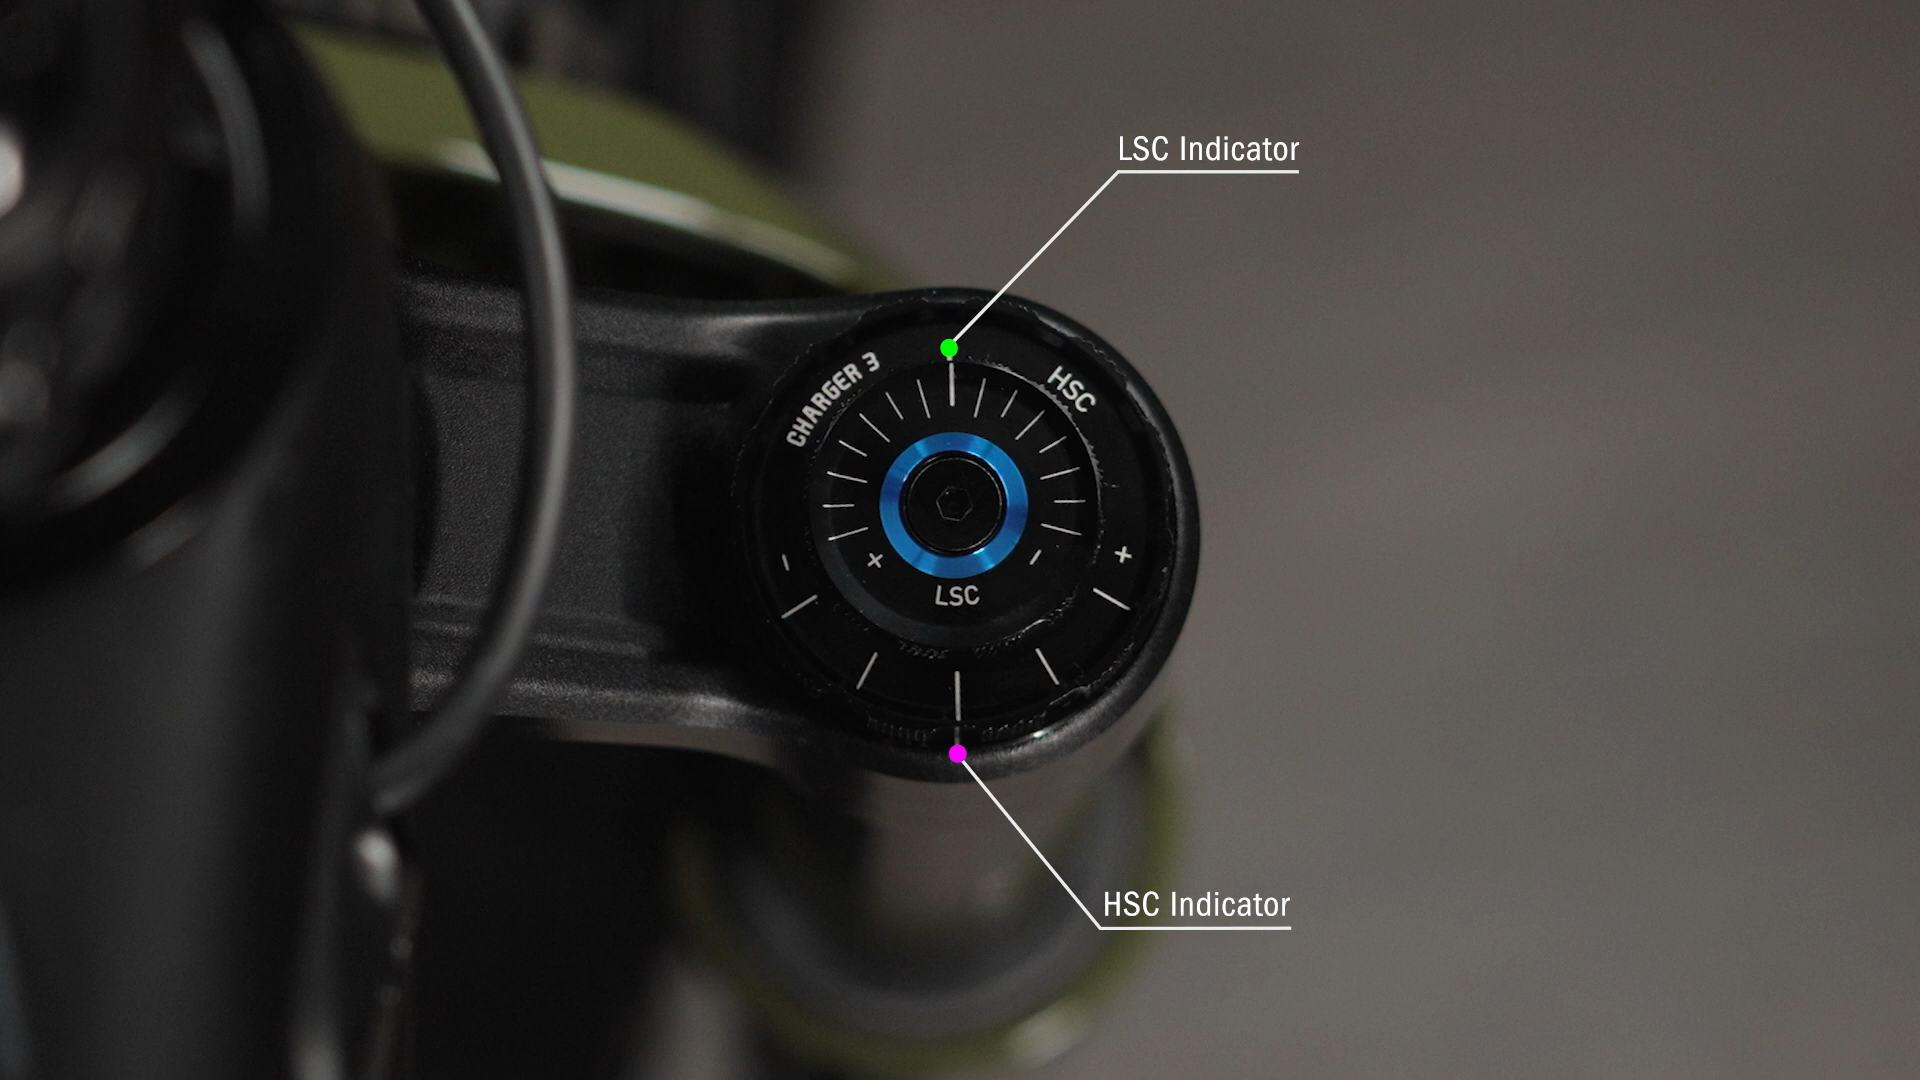 LSC Indicator
CHARGER 3
HSC
- + - +
LSC
HSC Indicator